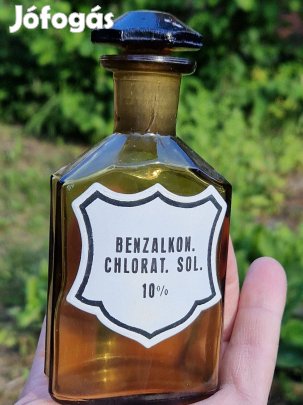 Jófogás
BENZALKON.
CHLORAT. SOL.
10%